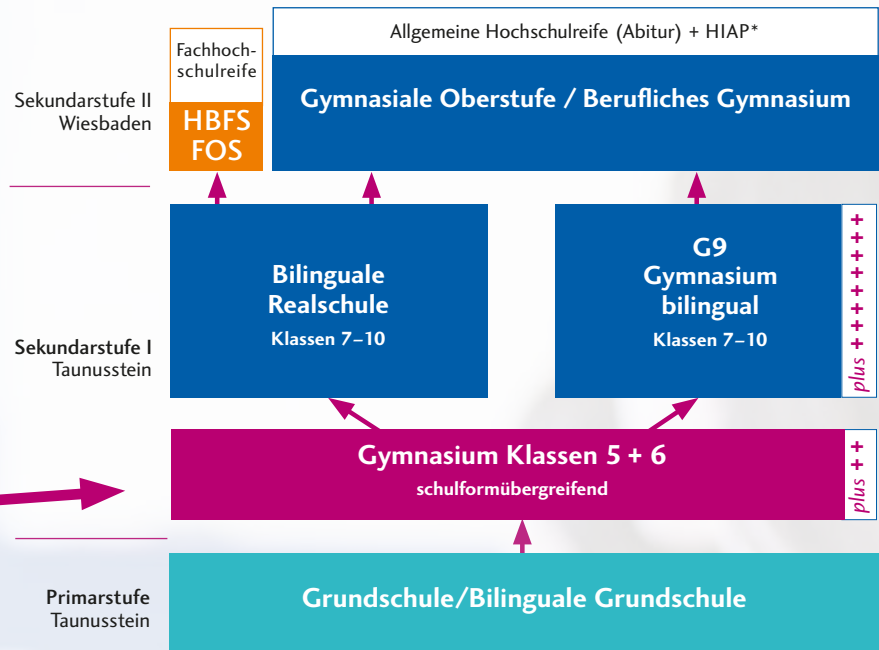 Fachhoch-
schulreife
Allgemeine Hochschulreife (Abitur) + HIAP*
Sekundarstufe II
Wiesbaden
HBFS
FOS
Gymnasiale Oberstufe / Berufliches Gymnasium
Sekundarstufe I
Taunusstein
Bilinguale
Realschule
Klassen 7–10
G9
Gymnasium
bilingual
Klassen 7–10
plus ++++++++
Gymnasium Klassen 5 + 6
schulformübergreifend
plus +++
Primarstufe
Taunusstein
Grundschule/Bilinguale Grundschule